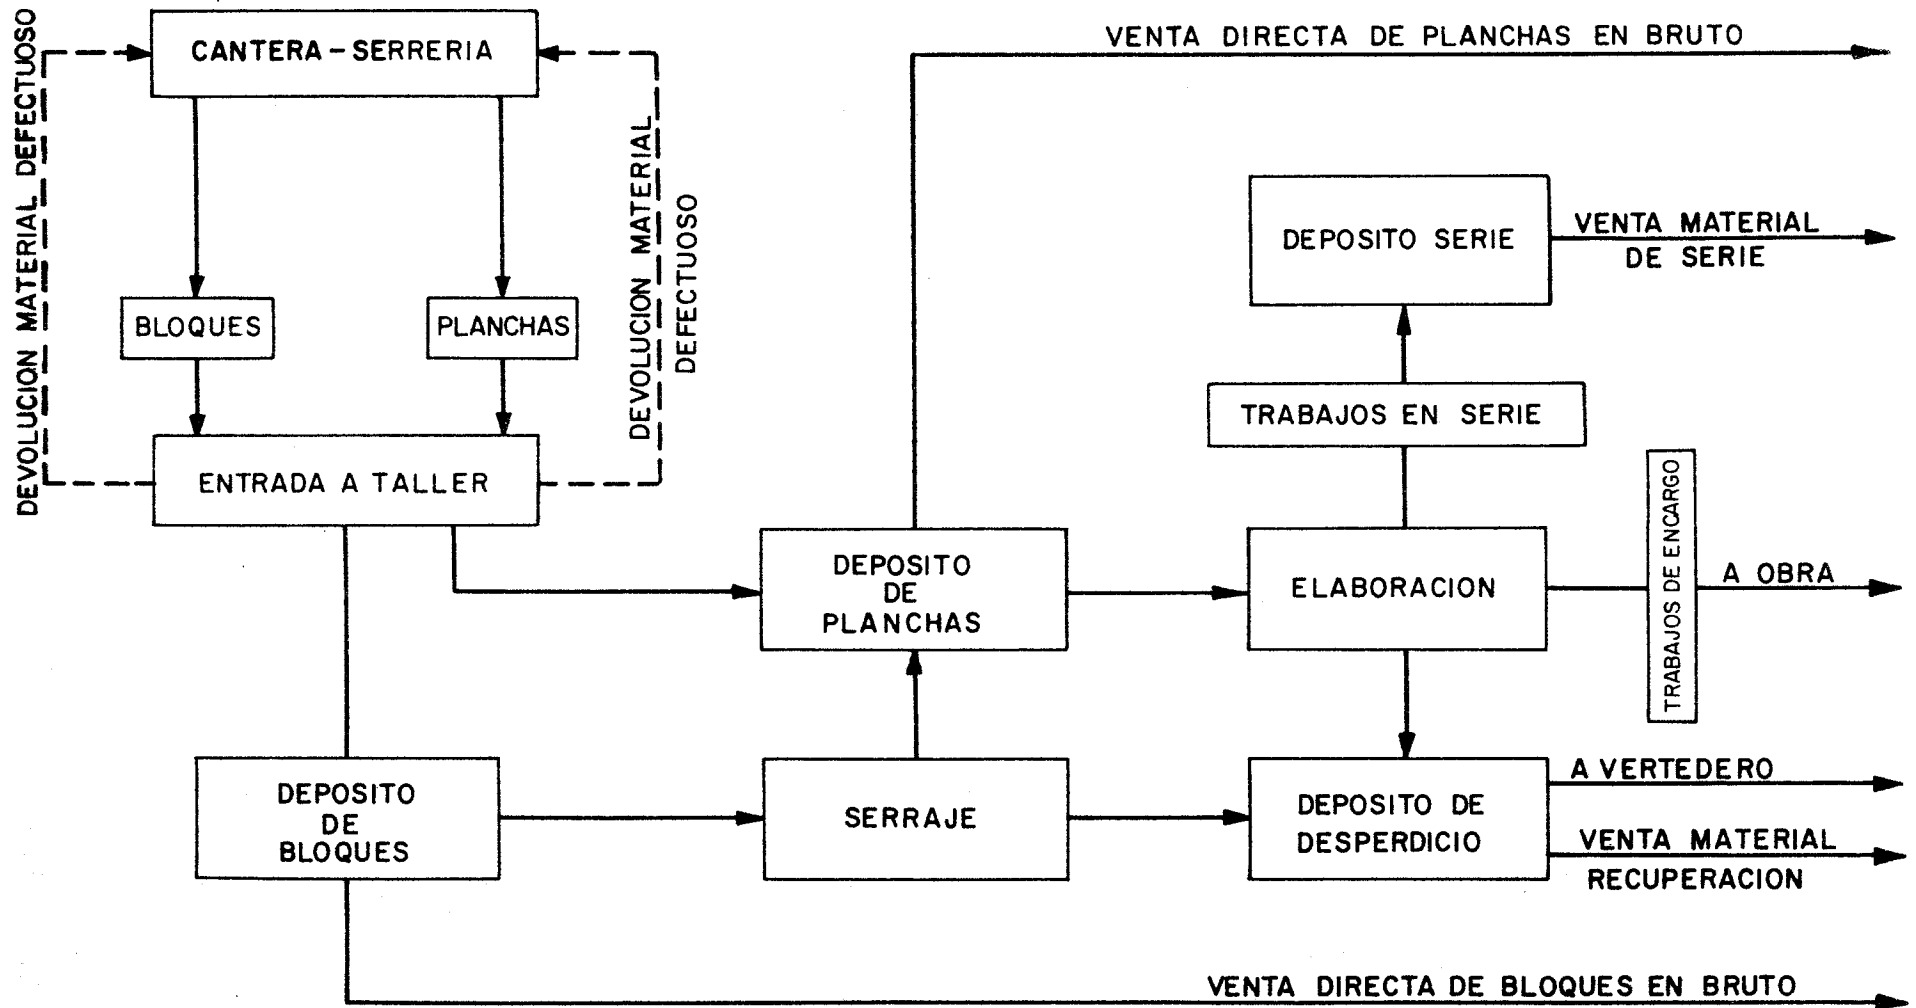 CANTERA-SERRERIA
DEVOLUCION MATERIAL DEFECTUOSO
DEVOLUCION MATERIAL
DEFECTUOSO
BLOQUES
PLANCHAS
ENTRADA A TALLER
VENTA DIRECTA DE PLANCHAS EN BRUTO
DEPOSITO SERIE
VENTA MATERIAL
DE SERIE
TRABAJOS EN SERIE
DEPOSITO
DE
PLANCHAS
ELABORACION
TRABAJOS DE ENCARGO
A OBRA
DEPOSITO
DE
BLOQUES
SERRAJE
DEPOSITO DE
DESPERDICIO
A VERTEDERO
VENTA MATERIAL
RECUPERACION
VENTA DIRECTA DE BLOQUES EN BRUTO